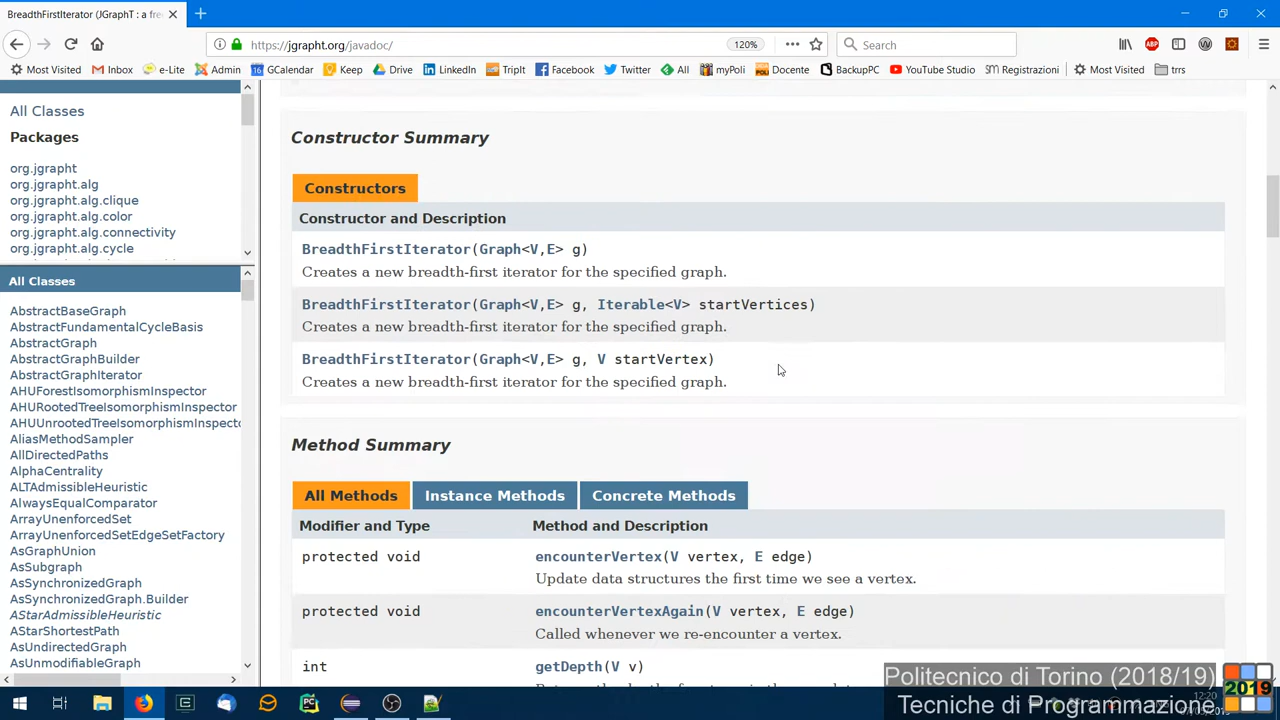 BreadthFirstIterator (JGraphT : a fre
https://jgrapht.org/javadoc/
120%
Search
Most Visited
Inbox
e-Lite
Admin
GCalendar
Keep
Drive
LinkedIn
TripIt
Facebook
Twitter
All
myPoli
Docente
BackupPC
YouTube Studio
Registrazioni
Most Visited
trrs
All Classes
Packages
org.jgrapht
org.jgrapht.alg
org.jgrapht.alg.clique
org.jgrapht.alg.color
org.jgrapht.alg.connectivity
org.jgrapht.alg.cycle
All Classes
AbstractBaseGraph
AbstractFundamentalCycleBasis
AbstractGraph
AbstractGraphBuilder
AbstractGraphIterator
AHUForestIsomorphismInspector
AHURootedTreeIsomorphismInspector
AHUUnrootedTreeIsomorphismInspecto
AliasMethodSampler
AllDirectedPaths
AlphaCentrality
ALTAdmissibleHeuristic
AlwaysEqualComparator
ArrayUnenforcedSet
ArrayUnenforcedSetEdgeSetFactory
AsGraphUnion
AsSubgraph
AsSynchronizedGraph
AsSynchronizedGraph.Builder
AStarAdmissibleHeuristic
AStarShortestPath
AsUndirectedGraph
AsUnmodifiableGraph
Constructor Summary
Constructors
Constructor and Description
BreadthFirstIterator(Graph<V,E> g)
Creates a new breadth-first iterator for the specified graph.
BreadthFirstIterator(Graph<V,E> g, Iterable<V> startVertices)
Creates a new breadth-first iterator for the specified graph.
BreadthFirstIterator(Graph<V,E> g, V startVertex)
Creates a new breadth-first iterator for the specified graph.
Method Summary
All Methods
Instance Methods
Concrete Methods
Modifier and Type
Method and Description
protected void
encounterVertex(V vertex, E edge)
Update data structures the first time we see a vertex.
protected void
encounterVertexAgain(V vertex, E edge)
Called whenever we re-encounter a vertex.
int
getDepth(V v)
Politecnico di Torino (2018/19)
Tecniche di Programmazione
2019
12:20